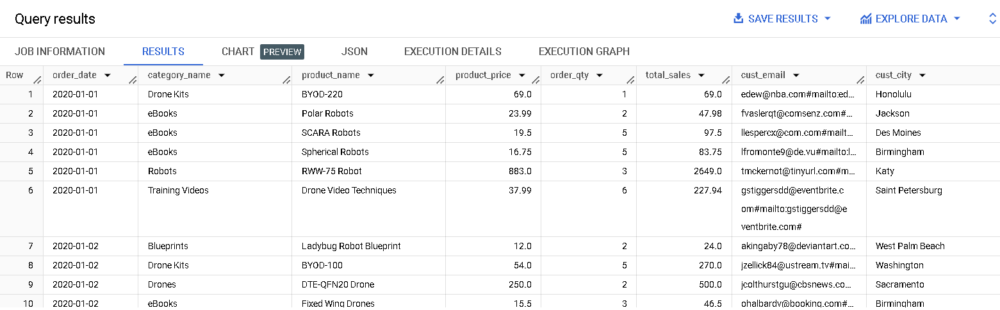 Query results SAVE RESULTS EXPLORE DATA
JOB INFORMATION RESULTS CHART PREVIEW JSON EXECUTION DETAILS EXECUTION GRAPH
Row order_date category_name product_name product_price order_qty total_sales cust_email cust_city
1 2020-01-01 Drone Kits BYOD-220 69.0 1 69.0 edew@nba.com#mailto:ed... Honolulu
2 2020-01-01 eBooks Polar Robots 23.99 2 47.98 fvaslerqt@comsenz.com#... Jackson
3 2020-01-01 eBooks SCARA Robots 19.5 5 97.5 llespercx@com.com#mailt... Des Moines
4 2020-01-01 eBooks Spherical Robots 16.75 5 83.75 lfromonte9@de.vu#mailto:l... Birmingham
5 2020-01-01 Robots RWW-75 Robot 883.0 3 2649.0 tmckernot@tinyurl.com#m... Katy
6 2020-01-01 Training Videos Drone Video Techniques 37.99 6 227.94 gstiggersdd@eventbrite.c Saint Petersburg
om#mailto:gstiggersdd@e
ventbrite.com#
7 2020-01-02 Blueprints Ladybug Robot Blueprint 12.0 2 24.0 akingaby78@deviantart.co... West Palm Beach
8 2020-01-02 Drone Kits BYOD-100 54.0 5 270.0 jzellick84@ustream.tv#mai... Washington
9 2020-01-02 Drones DTE-QFN20 Drone 250.0 2 500.0 jcolthurstgu@cbsnews.co... Sacramento
10 2020-01-02 eBooks Fixed Wing Drones 15.5 3 46.5 ohalbardv@booking.com#... Birmingham